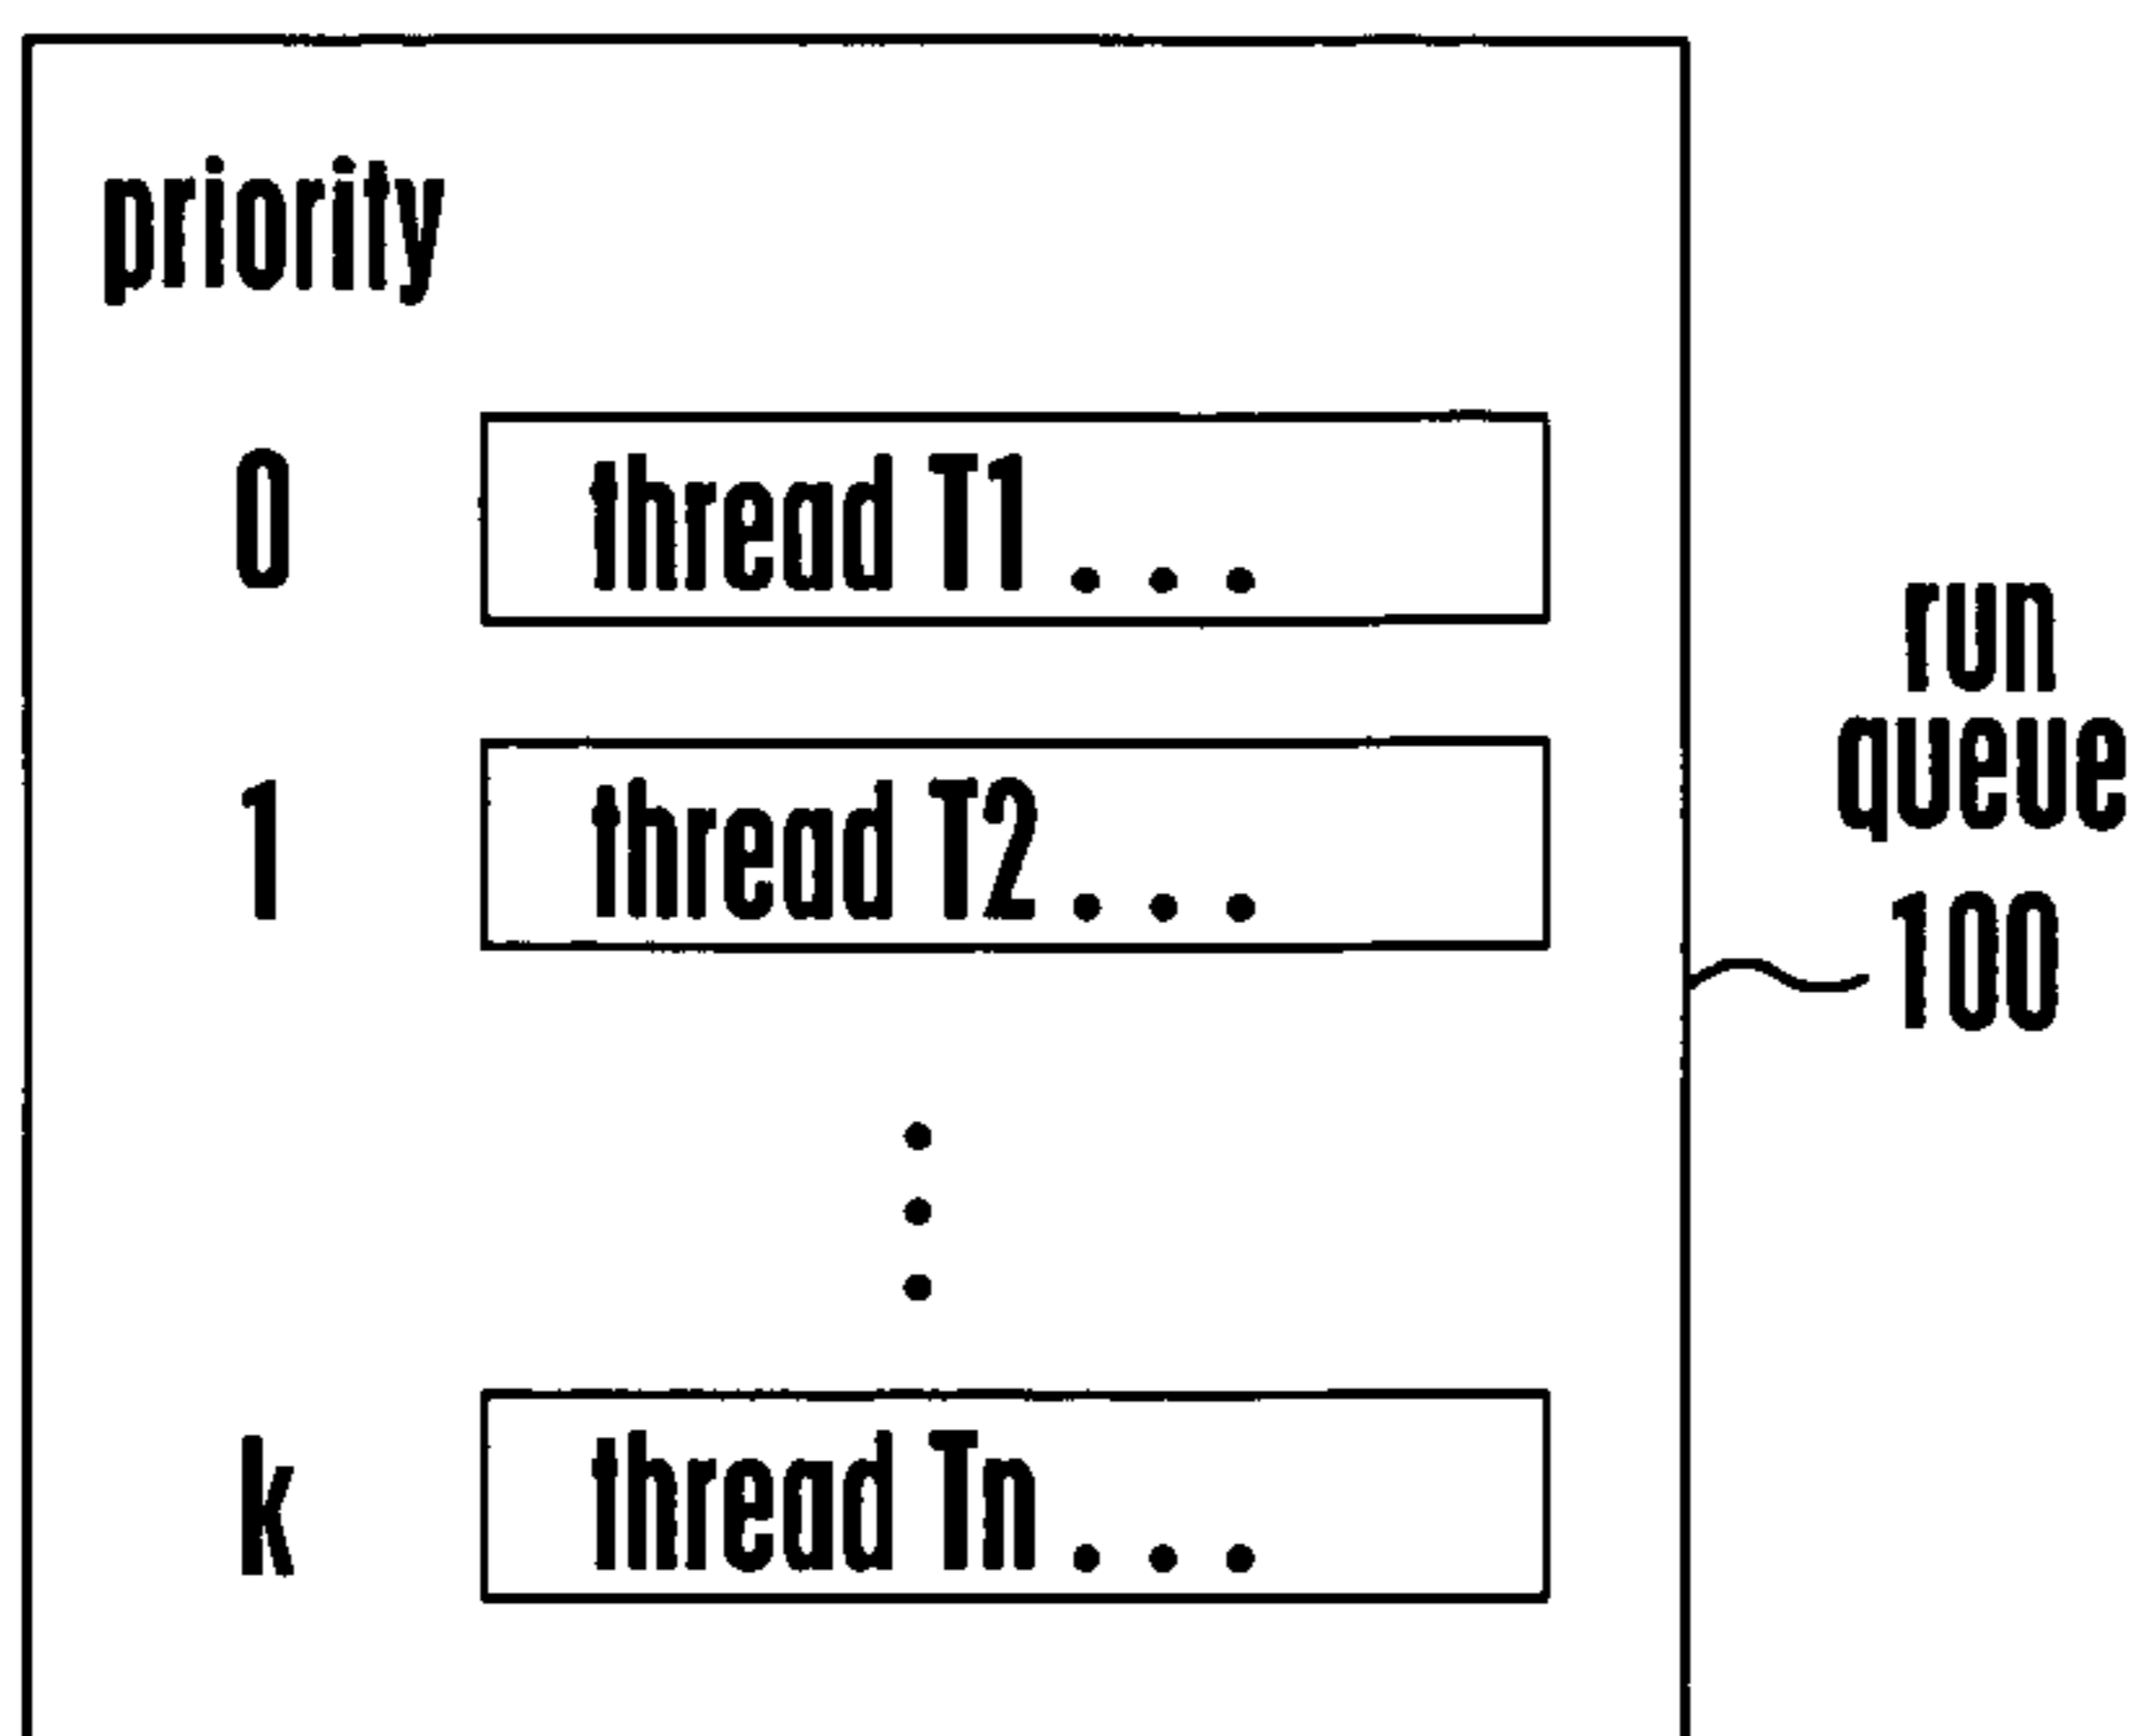 priority
0 thread T1 . . .
1 thread T2 . . .
k thread Tn . . .
run
queue
100